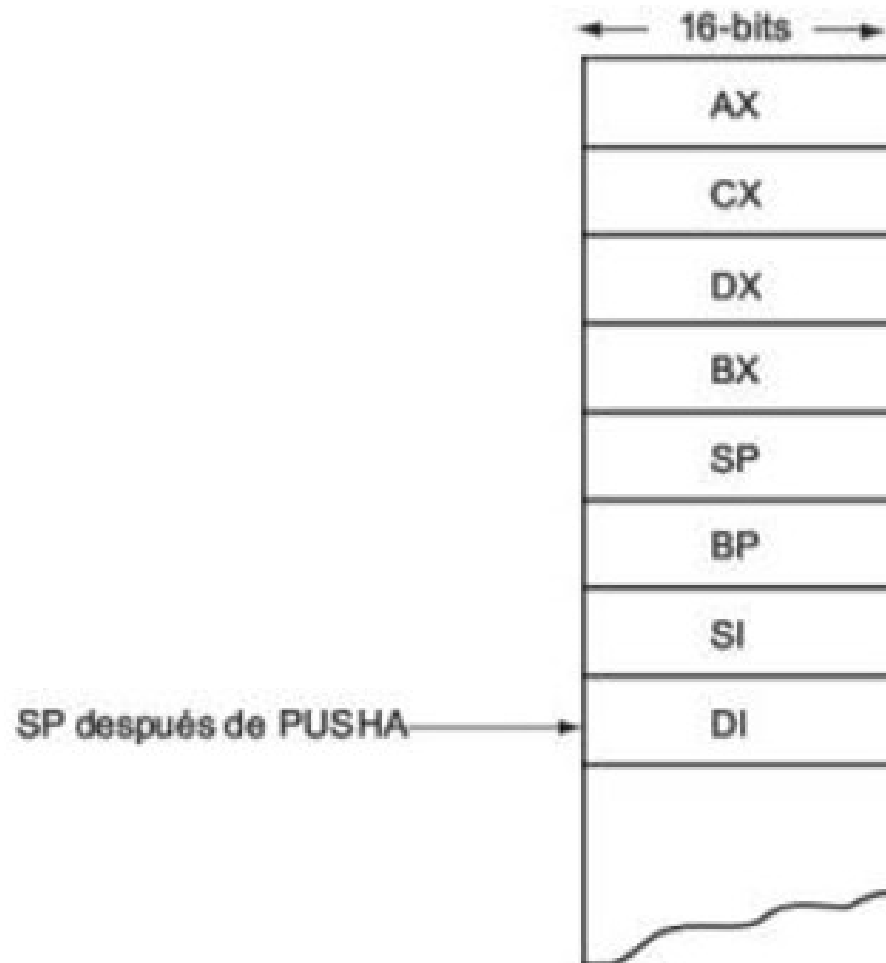 16-bits
AX
CX
DX
BX
SP
BP
SI
SP después de PUSHA
DI